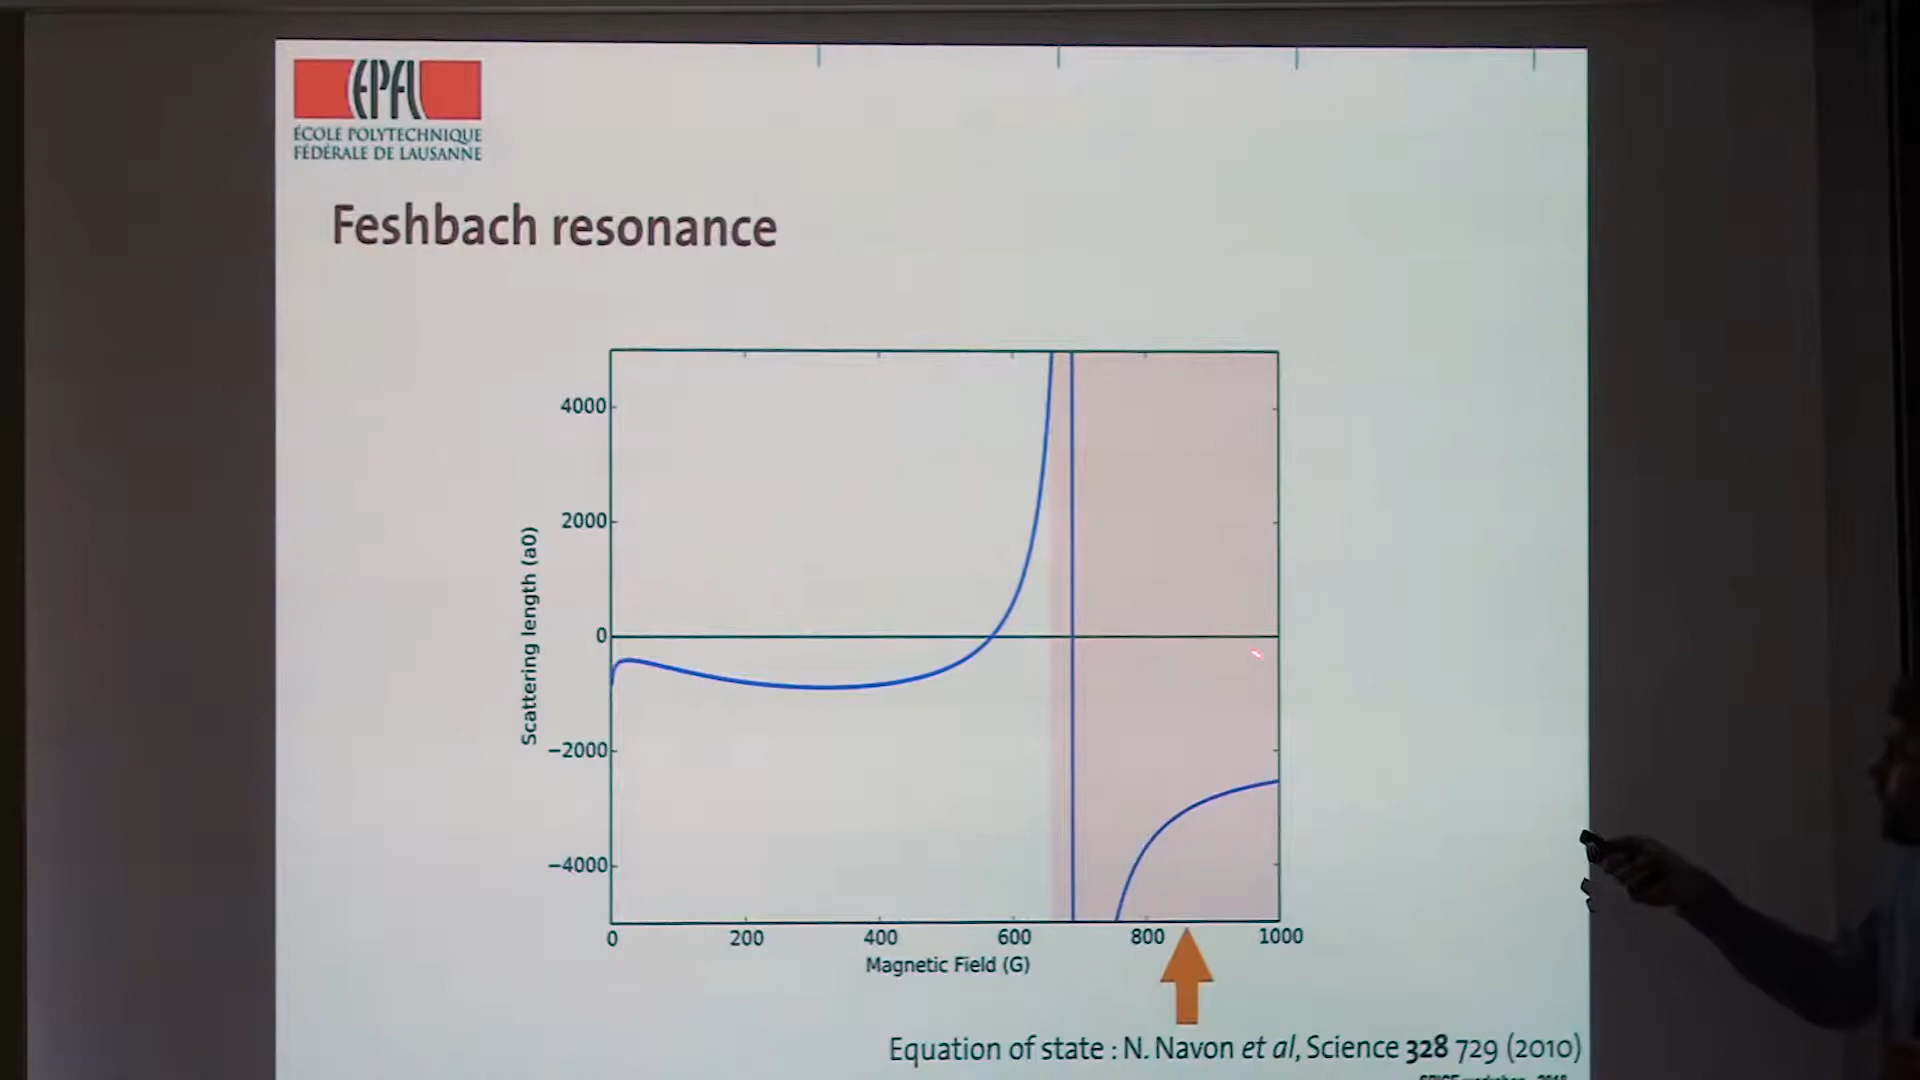 EPFL
ÉCOLE POLYTECHNIQUE
FÉDÉRALE DE LAUSANNE
Feshbach resonance
4000
2000
0
−2000
−4000
Scattering length (a0)
0 200 400 600 800 1000
Magnetic Field (G)
Equation of state : N. Navon et al, Science 328 729 (2010)